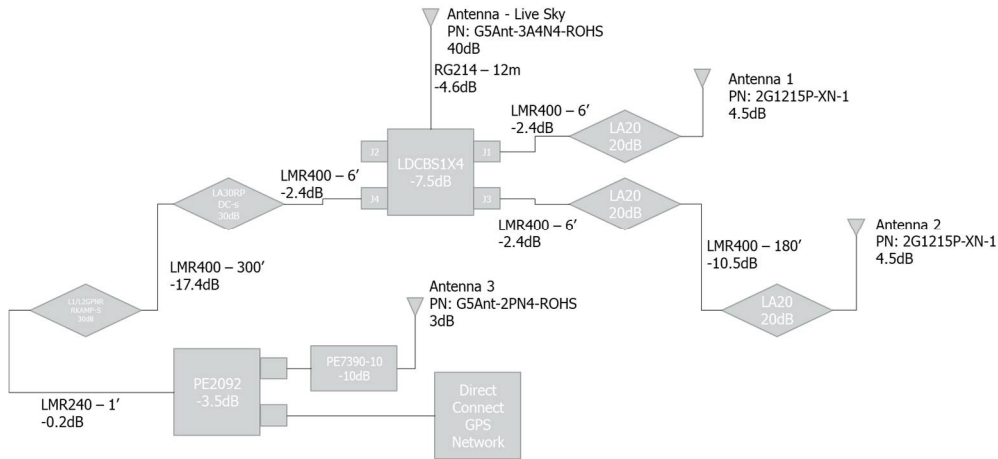 Antenna - Live Sky
PN: G5Ant-3A4N4-ROHS
40dB
RG214 – 12m
-4.6dB
Antenna 1
PN: 2G1215P-XN-1
4.5dB
LMR400 – 6’
-2.4dB
LA20
20dB
J2
J1
LDCBS1X4
-7.5dB
J4
J3
LMR400 – 6’
-2.4dB
LA30RP
DC-s
30dB
LMR400 – 6’
-2.4dB
LA20
20dB
Antenna 2
PN: 2G1215P-XN-1
4.5dB
LMR400 – 180’
-10.5dB
LA20
20dB
LMR400 – 300’
-17.4dB
L1/L2GPNR
RKAMP-S
30dB
Antenna 3
PN: G5Ant-2PN4-ROHS
3dB
PE7390-10
-10dB
PE2092
-3.5dB
LMR240 – 1’
-0.2dB
Direct
Connect
GPS
Network